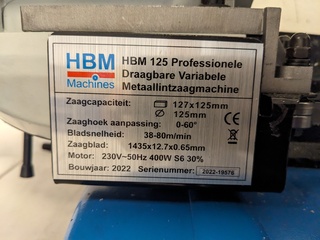 HBM
Machines
HBM 125 Professionele
Draagbare Variabele
Metaallintzaagmachine
Zaagcapaciteit: 127x125mm
125mm
Zaaghoek aanpassing: 0-60°
Bladsnelheid: 38-80m/min
Zaagblad: 1435x12.7x0.65mm
Motor: 230V~50Hz 400W S6 30%
Bouwjaar: 2022 Serienummer: 2022-19576